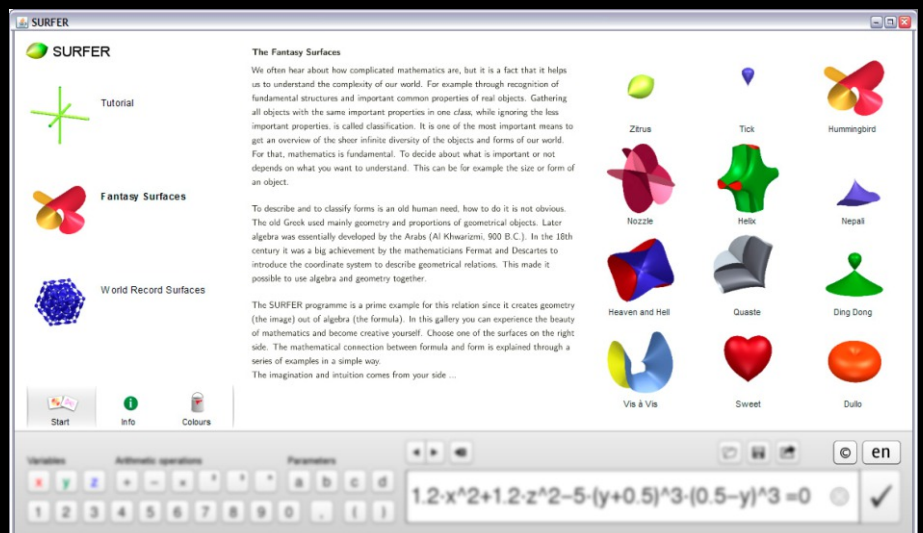 SURFER
SURFER
Tutorial
Fantasy Surfaces
World Record Surfaces
Start
Info
Colours
The Fantasy Surfaces
We often hear about how complicated mathematics are, but it is a fact that it helps
us to understand the complexity of our world. For example through recognition of
fundamental structures and important common properties of real objects. Gathering
all objects with the same important properties in one class, while ignoring the less
important properties, is called classification. It is one of the most important means to
get an overview of the sheer infinite diversity of the objects and forms of our world.
For that, mathematics is fundamental. To decide about what is important or not
depends on what you want to understand. This can be for example the size or form of
an object.
To describe and to classify forms is an old human need, how to do it is not obvious.
The old Greek used mainly geometry and proportions of geometrical objects. Later
algebra was essentially developed by the Arabs (Al Khwarizmi, 900 B.C.). In the 18th
century it was a big achievement by the mathematicians Fermat and Descartes to
introduce the coordinate system to describe geometrical relations. This made it
possible to use algebra and geometry together.
The SURFER programme is a prime example for this relation since it creates geometry
(the image) out of algebra (the formula). In this gallery you can experience the beauty
of mathematics and become creative yourself. Choose one of the surfaces on the right
side. The mathematical connection between formula and form is explained through a
series of examples in a simple way.
The imagination and intuition comes from your side ...
Zitrus Tick Hummingbird
Nozzle Helix Nepali
Heaven and Hell Quaste Ding Dong
Vis à Vis Sweet Dullo
© en
Variables Arithmetic operations Parameters
x y z + − a b c d
1 2 3 4 5 6 7 8 9 0 , ( )
1.2·x^2+1.2·z^2−5·(y+0.5)^3·(0.5−y)^3 =0